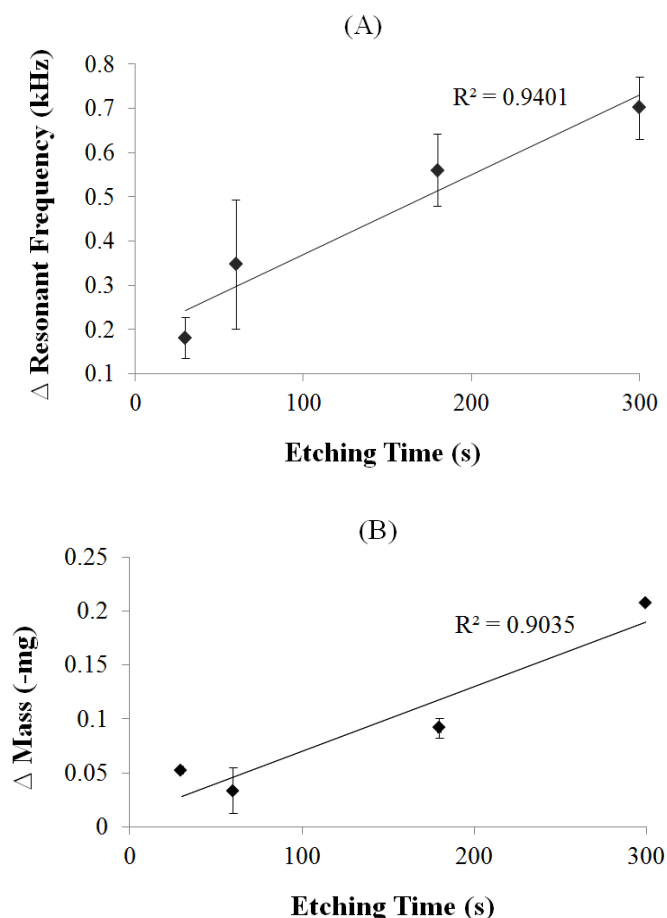 (A)
△ Resonant Frequency (kHz)
0.8
0.7
0.6
0.5
0.4
0.3
0.2
0.1
R² = 0.9401
0
100
200
300
Etching Time (s)
(B)
△ Mass (-mg)
0.25
0.2
0.15
0.1
0.05
0
R² = 0.9035
0
100
200
300
Etching Time (s)